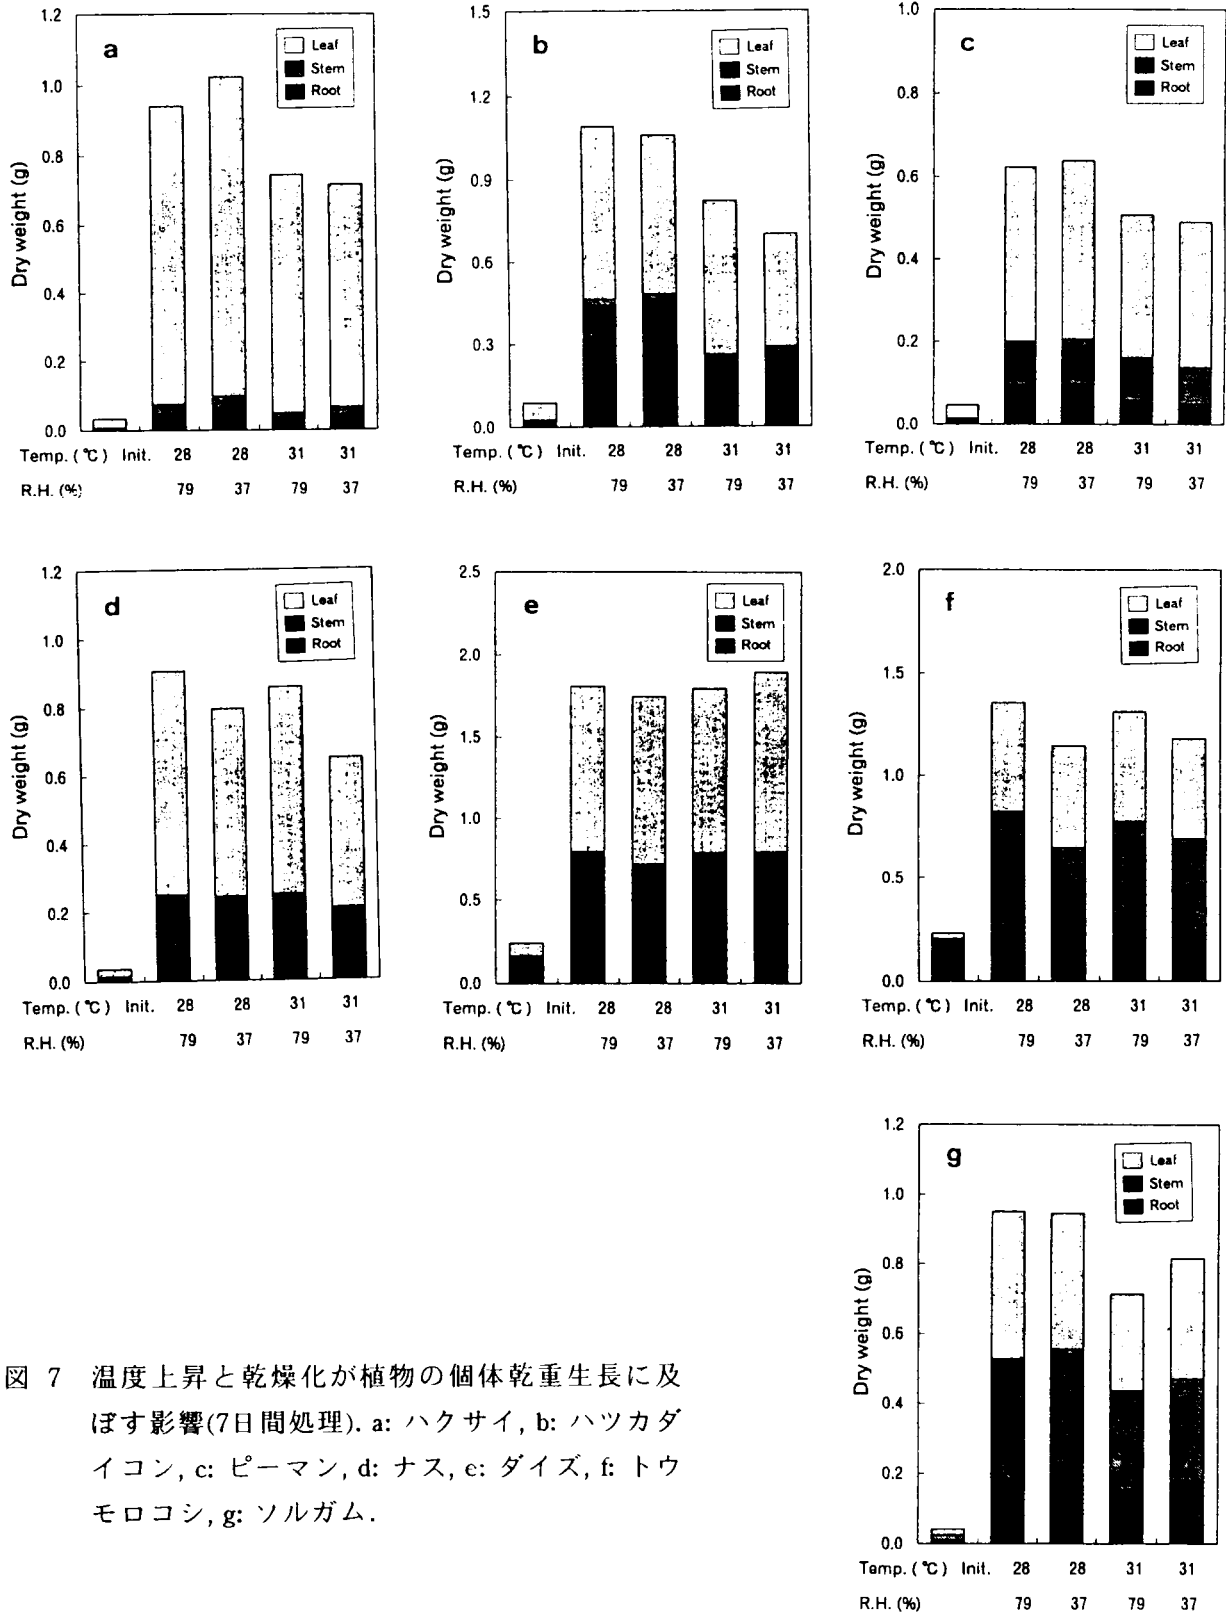 a
Leaf
Stem
Root
Dry weight (g)
1.2
1.0
0.8
0.6
0.4
0.2
0.0
Temp. (℃) Init. 28 28 31 31
R.H. (%) 79 37 79 37
b
Leaf
Stem
Root
Dry weight (g)
1.5
1.2
0.9
0.6
0.3
0.0
Temp. (℃) Init. 28 28 31 31
R.H. (%) 79 37 79 37
c
Leaf
Stem
Root
Dry weight (g)
1.0
0.8
0.6
0.4
0.2
0.0
Temp. (℃) Init. 28 28 31 31
R.H. (%) 79 37 79 37
d
Leaf
Stem
Root
Dry weight (g)
1.2
1.0
0.8
0.6
0.4
0.2
0.0
Temp. (℃) Init. 28 28 31 31
R.H. (%) 79 37 79 37
e
Leaf
Stem
Root
Dry weight (g)
2.5
2.0
1.5
1.0
0.5
0.0
Temp. (℃) Init. 28 28 31 31
R.H. (%) 79 37 79 37
f
Leaf
Stem
Root
Dry weight (g)
2.0
1.5
1.0
0.5
0.0
Temp. (℃) Init. 28 28 31 31
R.H. (%) 79 37 79 37
g
Leaf
Stem
Root
Dry weight (g)
1.2
1.0
0.8
0.6
0.4
0.2
0.0
Temp. (℃) Init. 28 28 31 31
R.H. (%) 79 37 79 37
図 7 温度上昇と乾燥化が植物の個体乾重生長に及
ぼす影響(7日間処理). a: ハクサイ, b: ハツカダ
イコン, c: ピーマン, d: ナス, e: ダイズ, f: トウ
モロコシ, g: ソルガム.